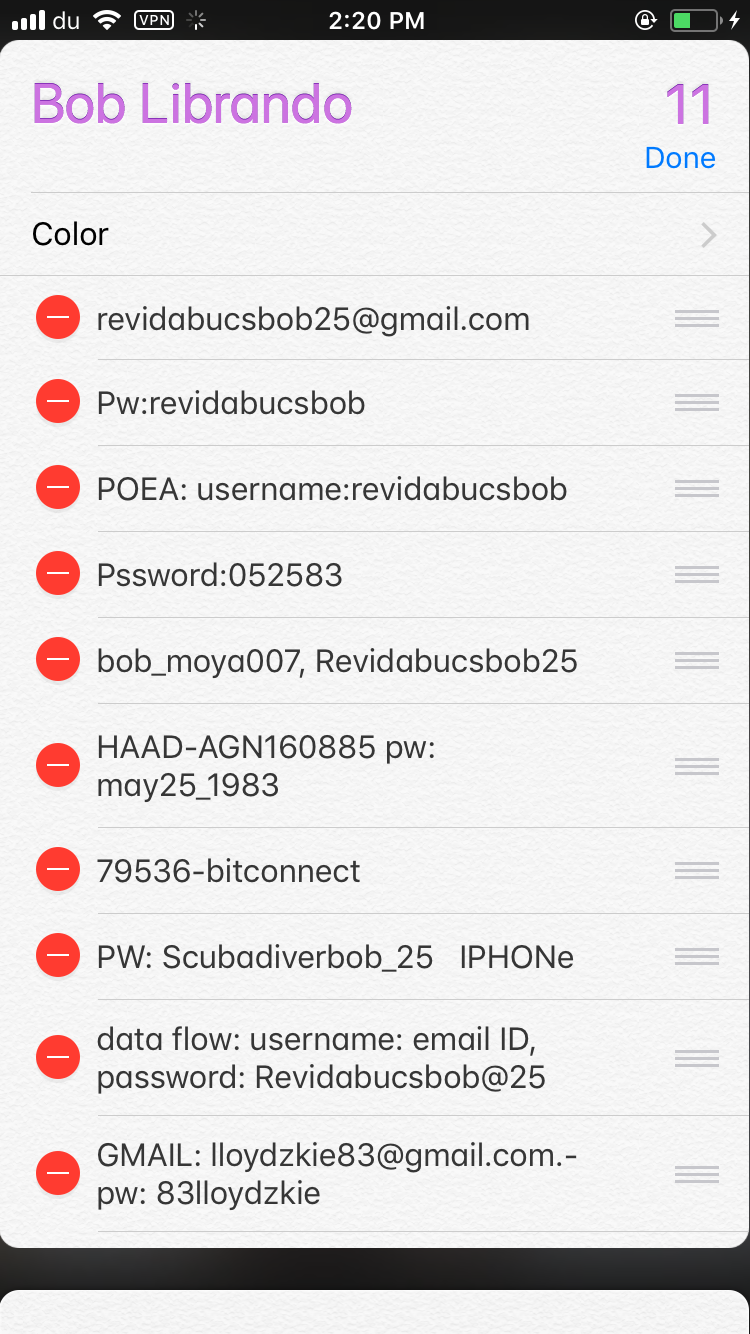 du VPN 2:20 PM
Bob Librando 11
Done
Color
revidabucsbob25@gmail.com
Pw:revidabucsbob
POEA: username:revidabucsbob
Pssword:052583
bob_moya007, Revidabucsbob25
HAAD-AGN160885 pw:
may25_1983
79536-bitconnect
PW: Scubadiverbob_25 IPHONe
data flow: username: email ID,
password: Revidabucsbob@25
GMAIL: lloydzkie83@gmail.com.-
pw: 83lloydzkie